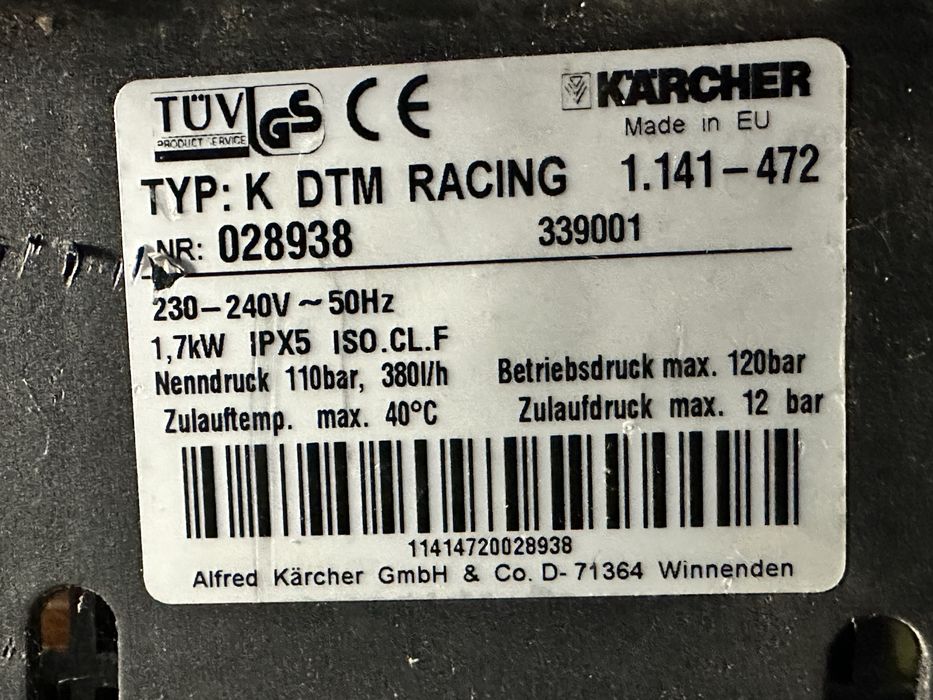 TÜV GS CE KÄRCHER
PRODUCT SERVICE
Made in EU
TYP: K DTM RACING 1.141-472
NR: 028938 339001
230-240V ~ 50Hz
1,7kW IPX5 ISO.CL.F
Nenndruck 110bar, 380l/h Betriebsdruck max. 120bar
Zulauftemp. max. 40°C Zulaufdruck max. 12 bar
11414720028938
Alfred Kärcher GmbH & Co. D-71364 Winnenden